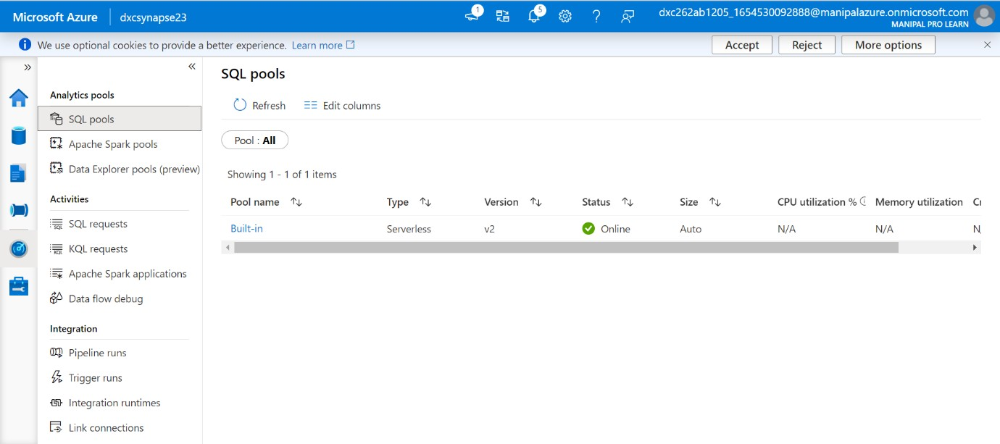 Microsoft Azure dxcsynapse23 1 5 dxc262ab1205_1654530092888@manipalazure.onmicrosoft.com
MANIPAL PRO LEARN
We use optional cookies to provide a better experience. Learn more Accept Reject More options
SQL pools
Refresh Edit columns
Pool : All
Showing 1 - 1 of 1 items
Pool name Type Version Status Size CPU utilization % Memory utilization
Built-in Serverless v2 Online Auto N/A N/A N/
Analytics pools
SQL pools
Apache Spark pools
Data Explorer pools (preview)
Activities
SQL requests
KQL requests
Apache Spark applications
Data flow debug
Integration
Pipeline runs
Trigger runs
Integration runtimes
Link connections